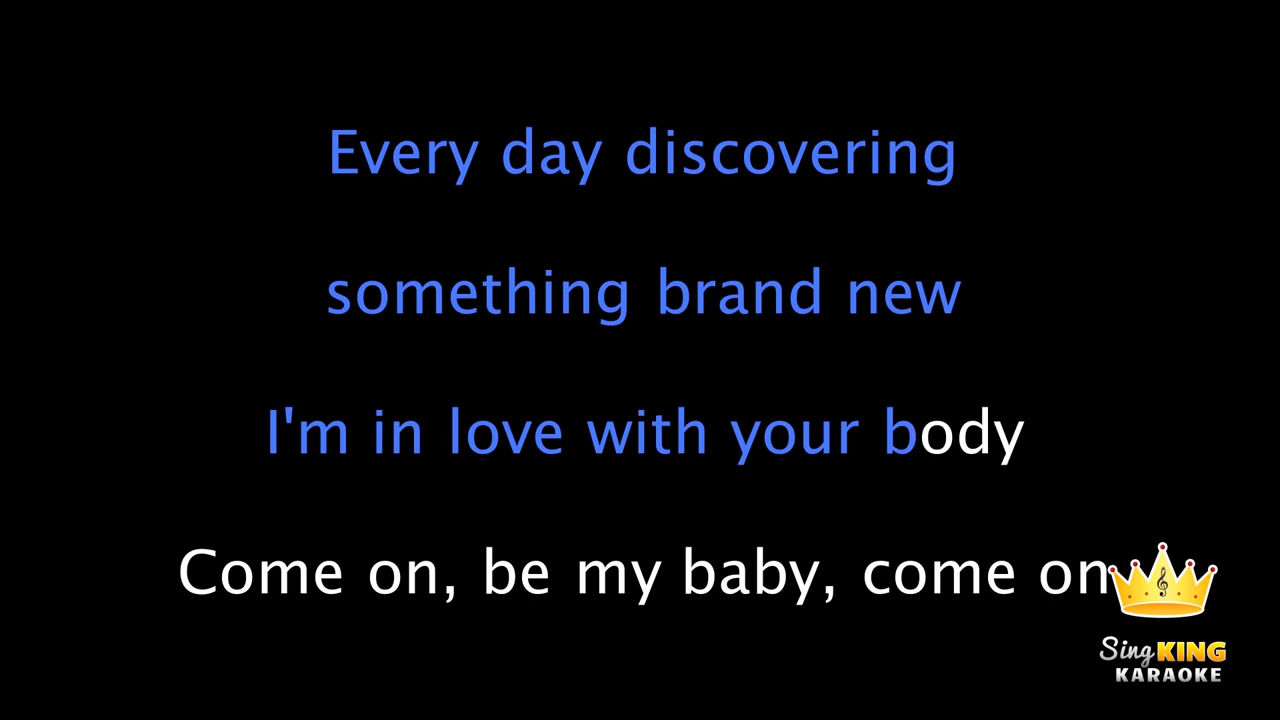 Every day discovering
something brand new
I'm in love with your body
Come on, be my baby, come on
Sing KING
KARAOKE